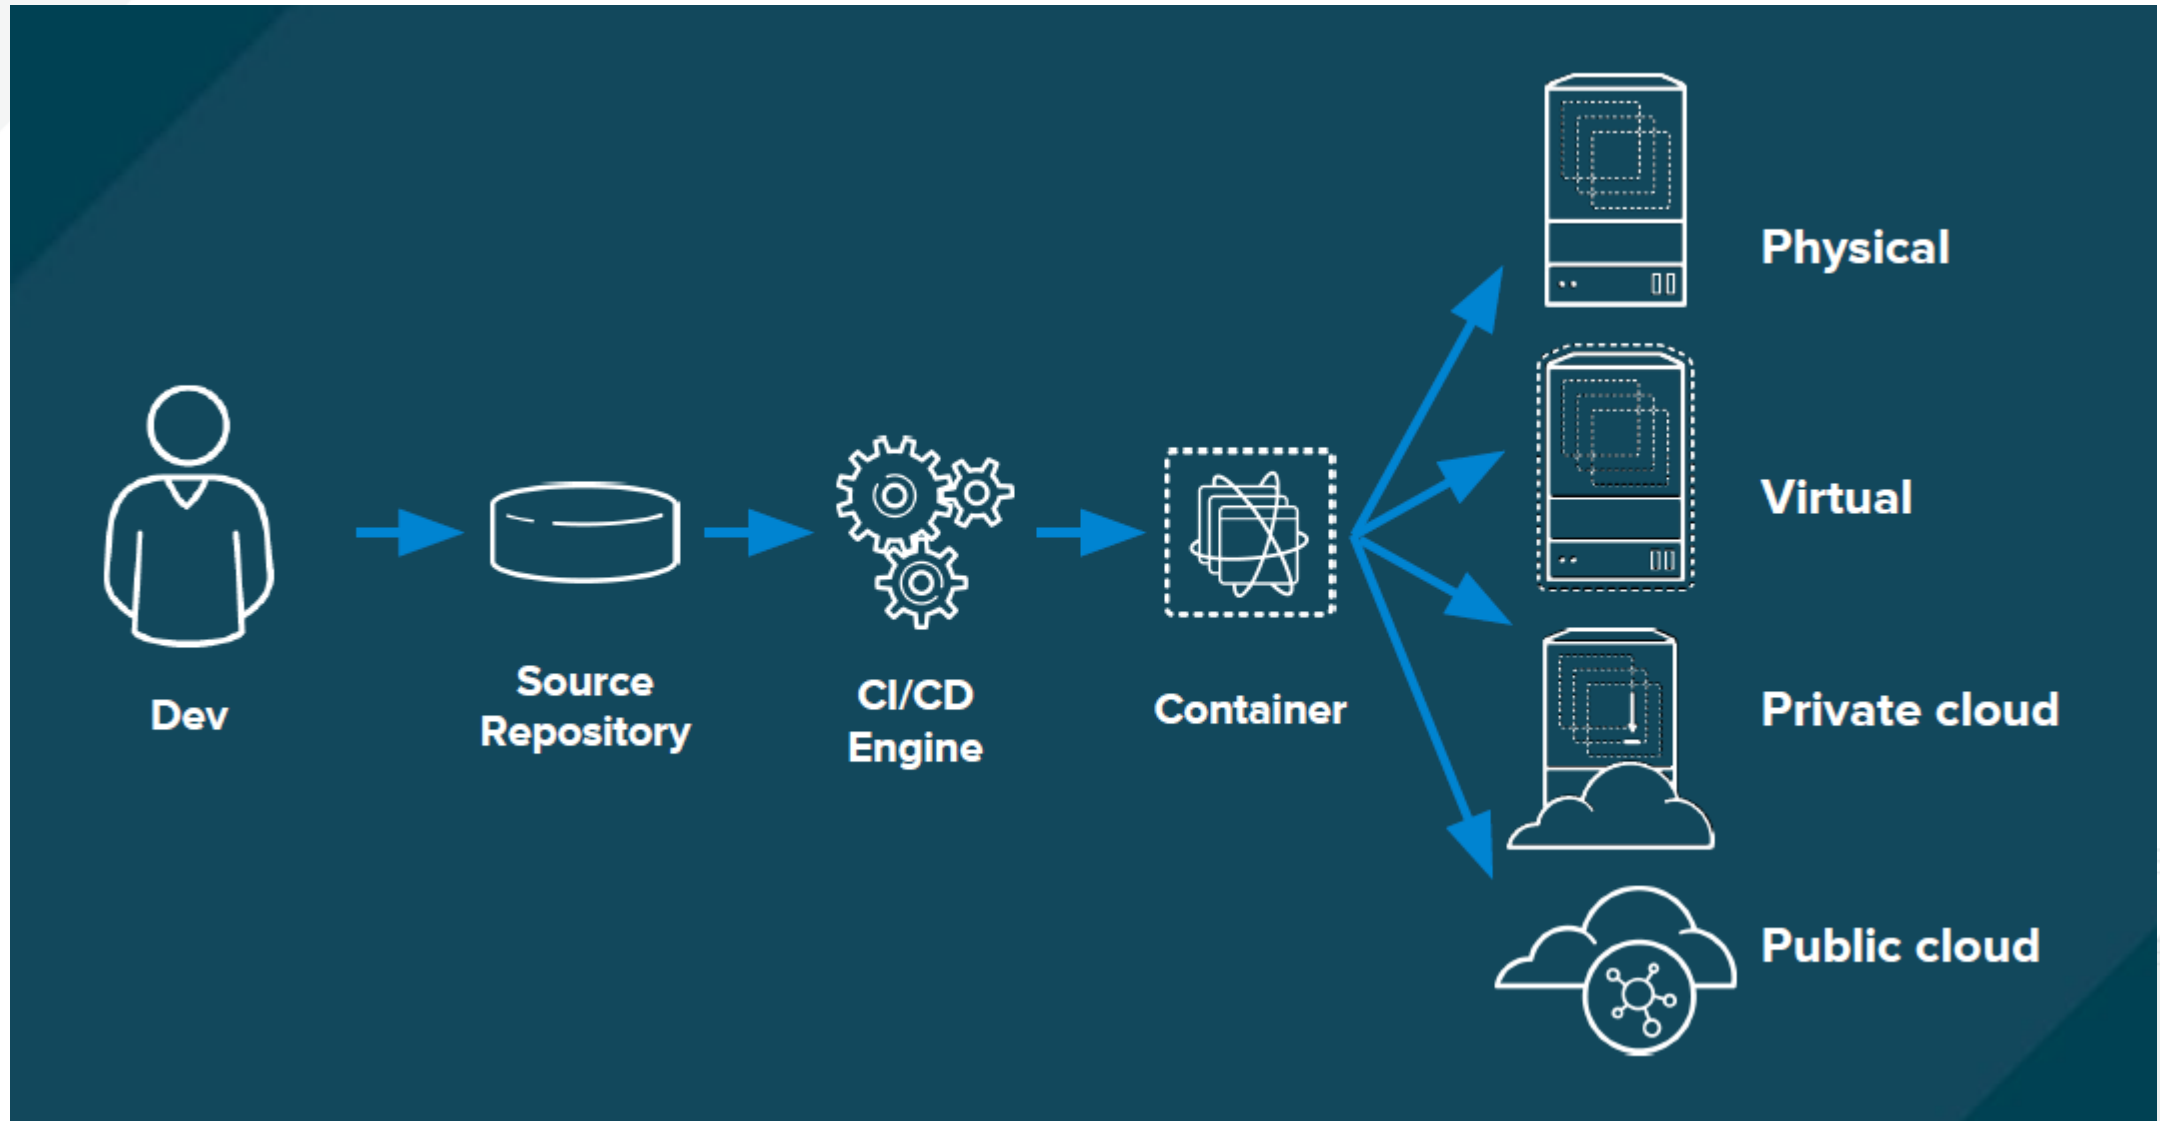 Dev
Source
Repository
CI/CD
Engine
Container
Physical
Virtual
Private cloud
Public cloud